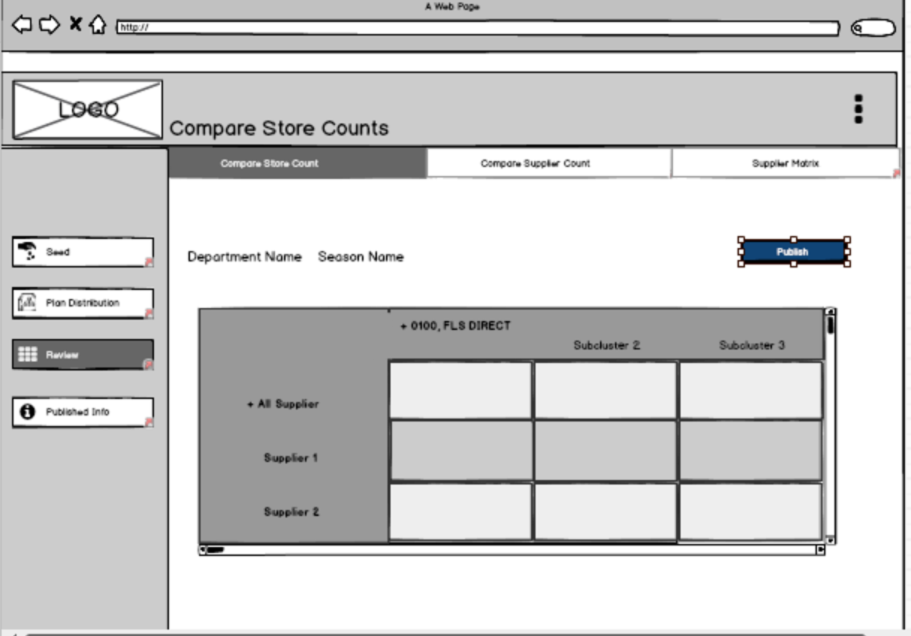 A Web Page
http://
LOGO
Compare Store Counts
Compare Store Count
Compare Supplier Count
Supplier Matrix
Seed
Department Name
Season Name
Publish
Plan Distribution
+ 0100, FLS DIRECT
Subcluster 2
Subcluster 3
Review
+ All Supplier
Published Info
Supplier 1
Supplier 2